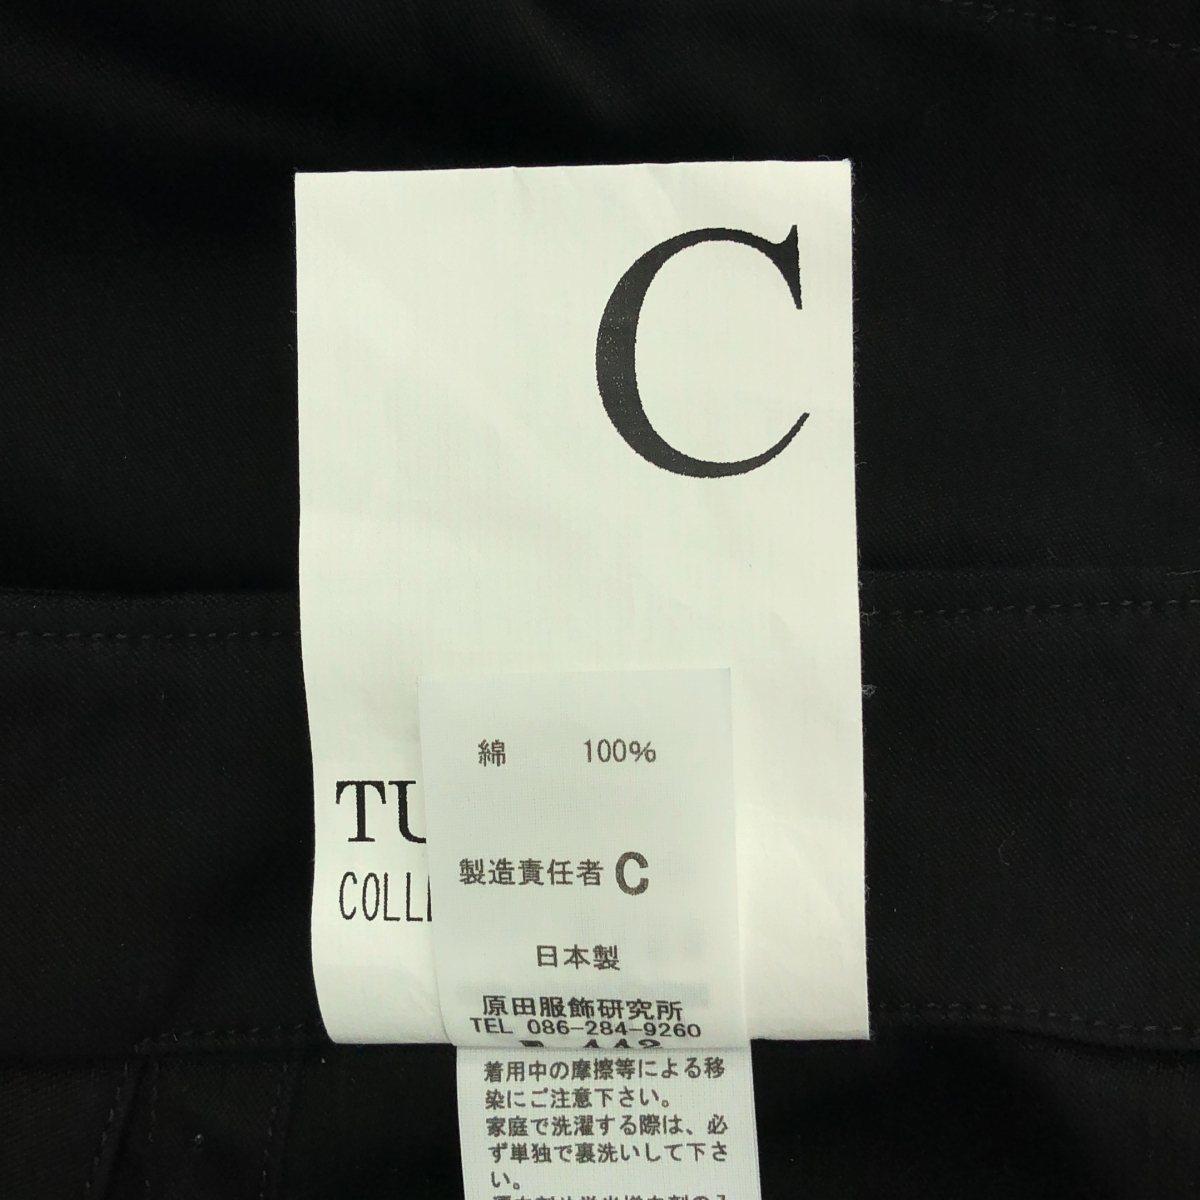 C
TU
COLL
綿 100%
製造責任者 C
日本製
原田服飾研究所
TEL 086-284-9260
着用中の摩擦等による移
染にご注意下さい。
家庭で洗濯する際は、必
ず単独で裏洗いして下さ
い。